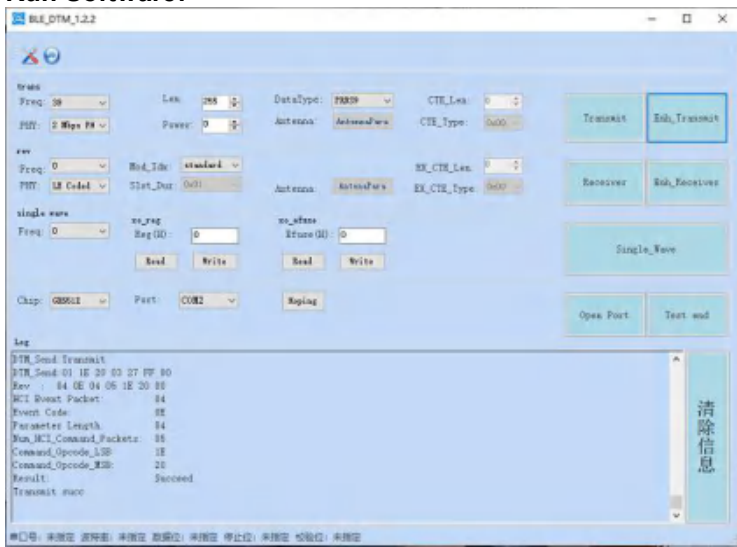 Run Software:
BLE_DTM_1.2.2
trans
Freq: 39 Len: 255 DataType: PRBS9 CTE_Len: 0
PHY: 2 Mbps PH Power: 0 Antenna: AntennaPara CTE_Type: 0x00
Transmit Enh_Transmit
rev
Freq: 0 Mod_Idx: standard EX_CTE_Len: 0
PHY: LE Coded Slot_Dur: 0x01 Antenna: AntennaPara EX_CTE_Type: 0x00
Receiver Enh_Receiver
single wave
Freq: 0
xo_reg
Reg(H): 0
Read Write
xo_efuse
Efuse(H): 0
Read Write
Single_Wave
Chip: Port: COM2
Open Port Test end
Log
DTM_Send Transmit
DTM_Send:01 1E 20 03 27 FF 00
Rev : 04 0E 04 05 1E 20 00
HCI Event Packet: 04
Event Code: 0E
Parameter Length: 04
Num_HCI_Command_Packets: 05
Command_Opcode_LSB: 1E
Command_Opcode_MSB: 20
Result: Succeed
Transmit succ
清除信息
串口号: 未指定 波特率: 未指定 数据位: 未指定 停止位: 未指定 校验位: 未指定